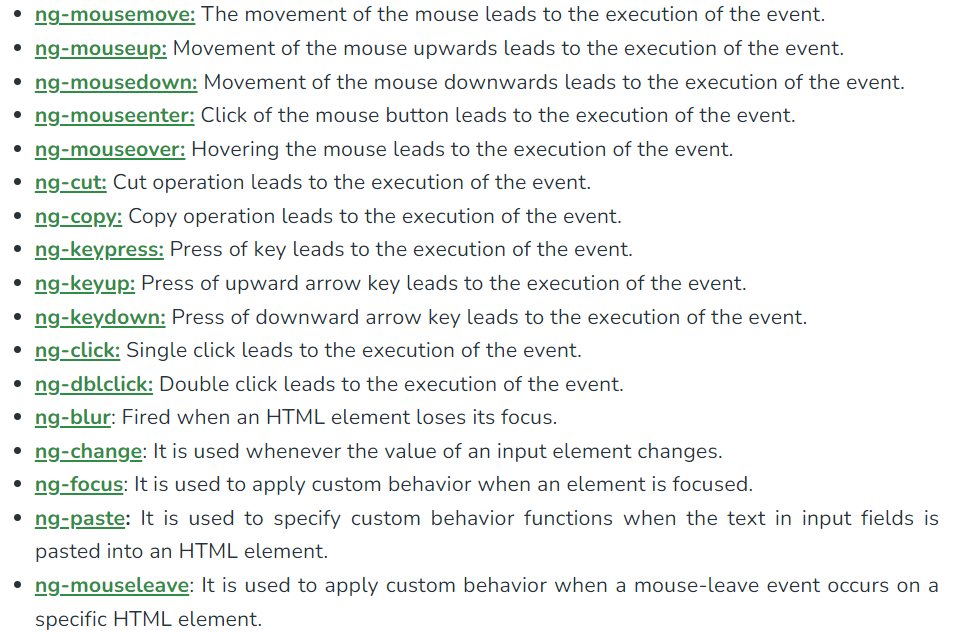 ng-mousemove: The movement of the mouse leads to the execution of the event.
ng-mouseup: Movement of the mouse upwards leads to the execution of the event.
ng-mousedown: Movement of the mouse downwards leads to the execution of the event.
ng-mouseenter: Click of the mouse button leads to the execution of the event.
ng-mouseover: Hovering the mouse leads to the execution of the event.
ng-cut: Cut operation leads to the execution of the event.
ng-copy: Copy operation leads to the execution of the event.
ng-keypress: Press of key leads to the execution of the event.
ng-keyup: Press of upward arrow key leads to the execution of the event.
ng-keydown: Press of downward arrow key leads to the execution of the event.
ng-click: Single click leads to the execution of the event.
ng-dblclick: Double click leads to the execution of the event.
ng-blur: Fired when an HTML element loses its focus.
ng-change: It is used whenever the value of an input element changes.
ng-focus: It is used to apply custom behavior when an element is focused.
ng-paste: It is used to specify custom behavior functions when the text in input fields is
pasted into an HTML element.
ng-mouseleave: It is used to apply custom behavior when a mouse-leave event occurs on a
specific HTML element.